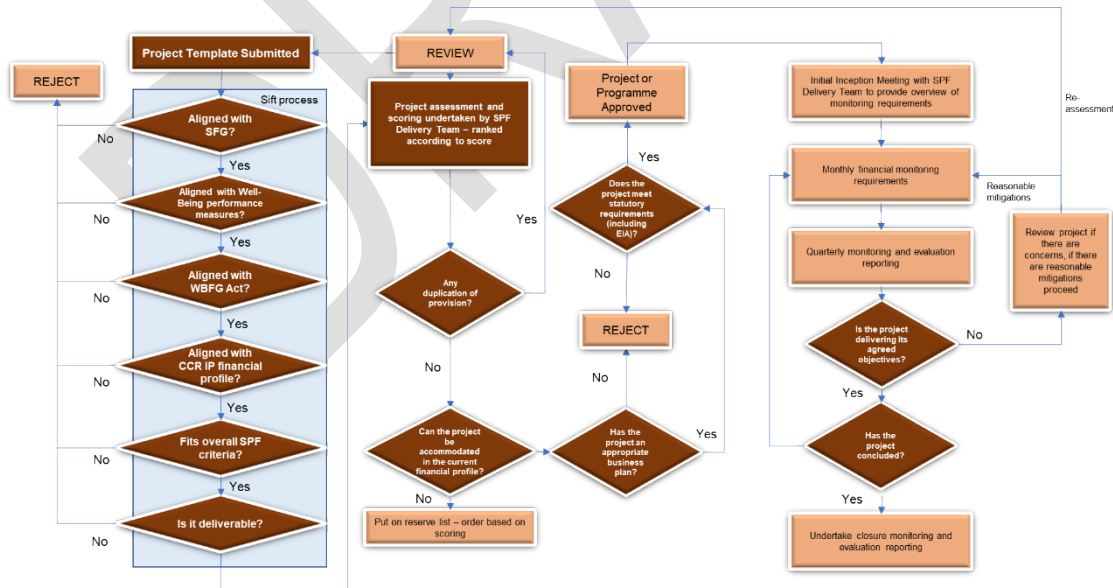 Project Template Submitted
REJECT
Sift process
Aligned with
SFG?
No
Yes
Aligned with Well-
Being performance
measures?
No
Yes
Aligned with
WBFG Act?
No
Yes
Aligned with
CCR IP financial
profile?
No
Yes
Fits overall SPF
criteria?
No
Yes
Is it deliverable?
No
REVIEW
Project assessment and
scoring undertaken by SPF
Delivery Team – ranked
according to score
Yes
Any
duplication of
provision?
No
Can the project
be
accommodated
in the current
financial profile?
No
Put on reserve list – order based on
scoring
Project or
Programme
Approved
Yes
Does the
project meet
statutory
requirements
(including
EIA)?
No
REJECT
No
Has the
project an
appropriate
business
plan?
Yes
Initial Inception Meeting with SPF
Delivery Team to provide overview of
monitoring requirements
Re-
assessment
Monthly financial monitoring
requirements
Reasonable
mitigations
Quarterly monitoring and evaluation
reporting
Review project if
there are
concerns, if there
are reasonable
mitigations
proceed
Is the project
delivering its
agreed
objectives?
No
Yes
Has the
project
concluded?
Yes
Undertake closure monitoring and
evaluation reporting